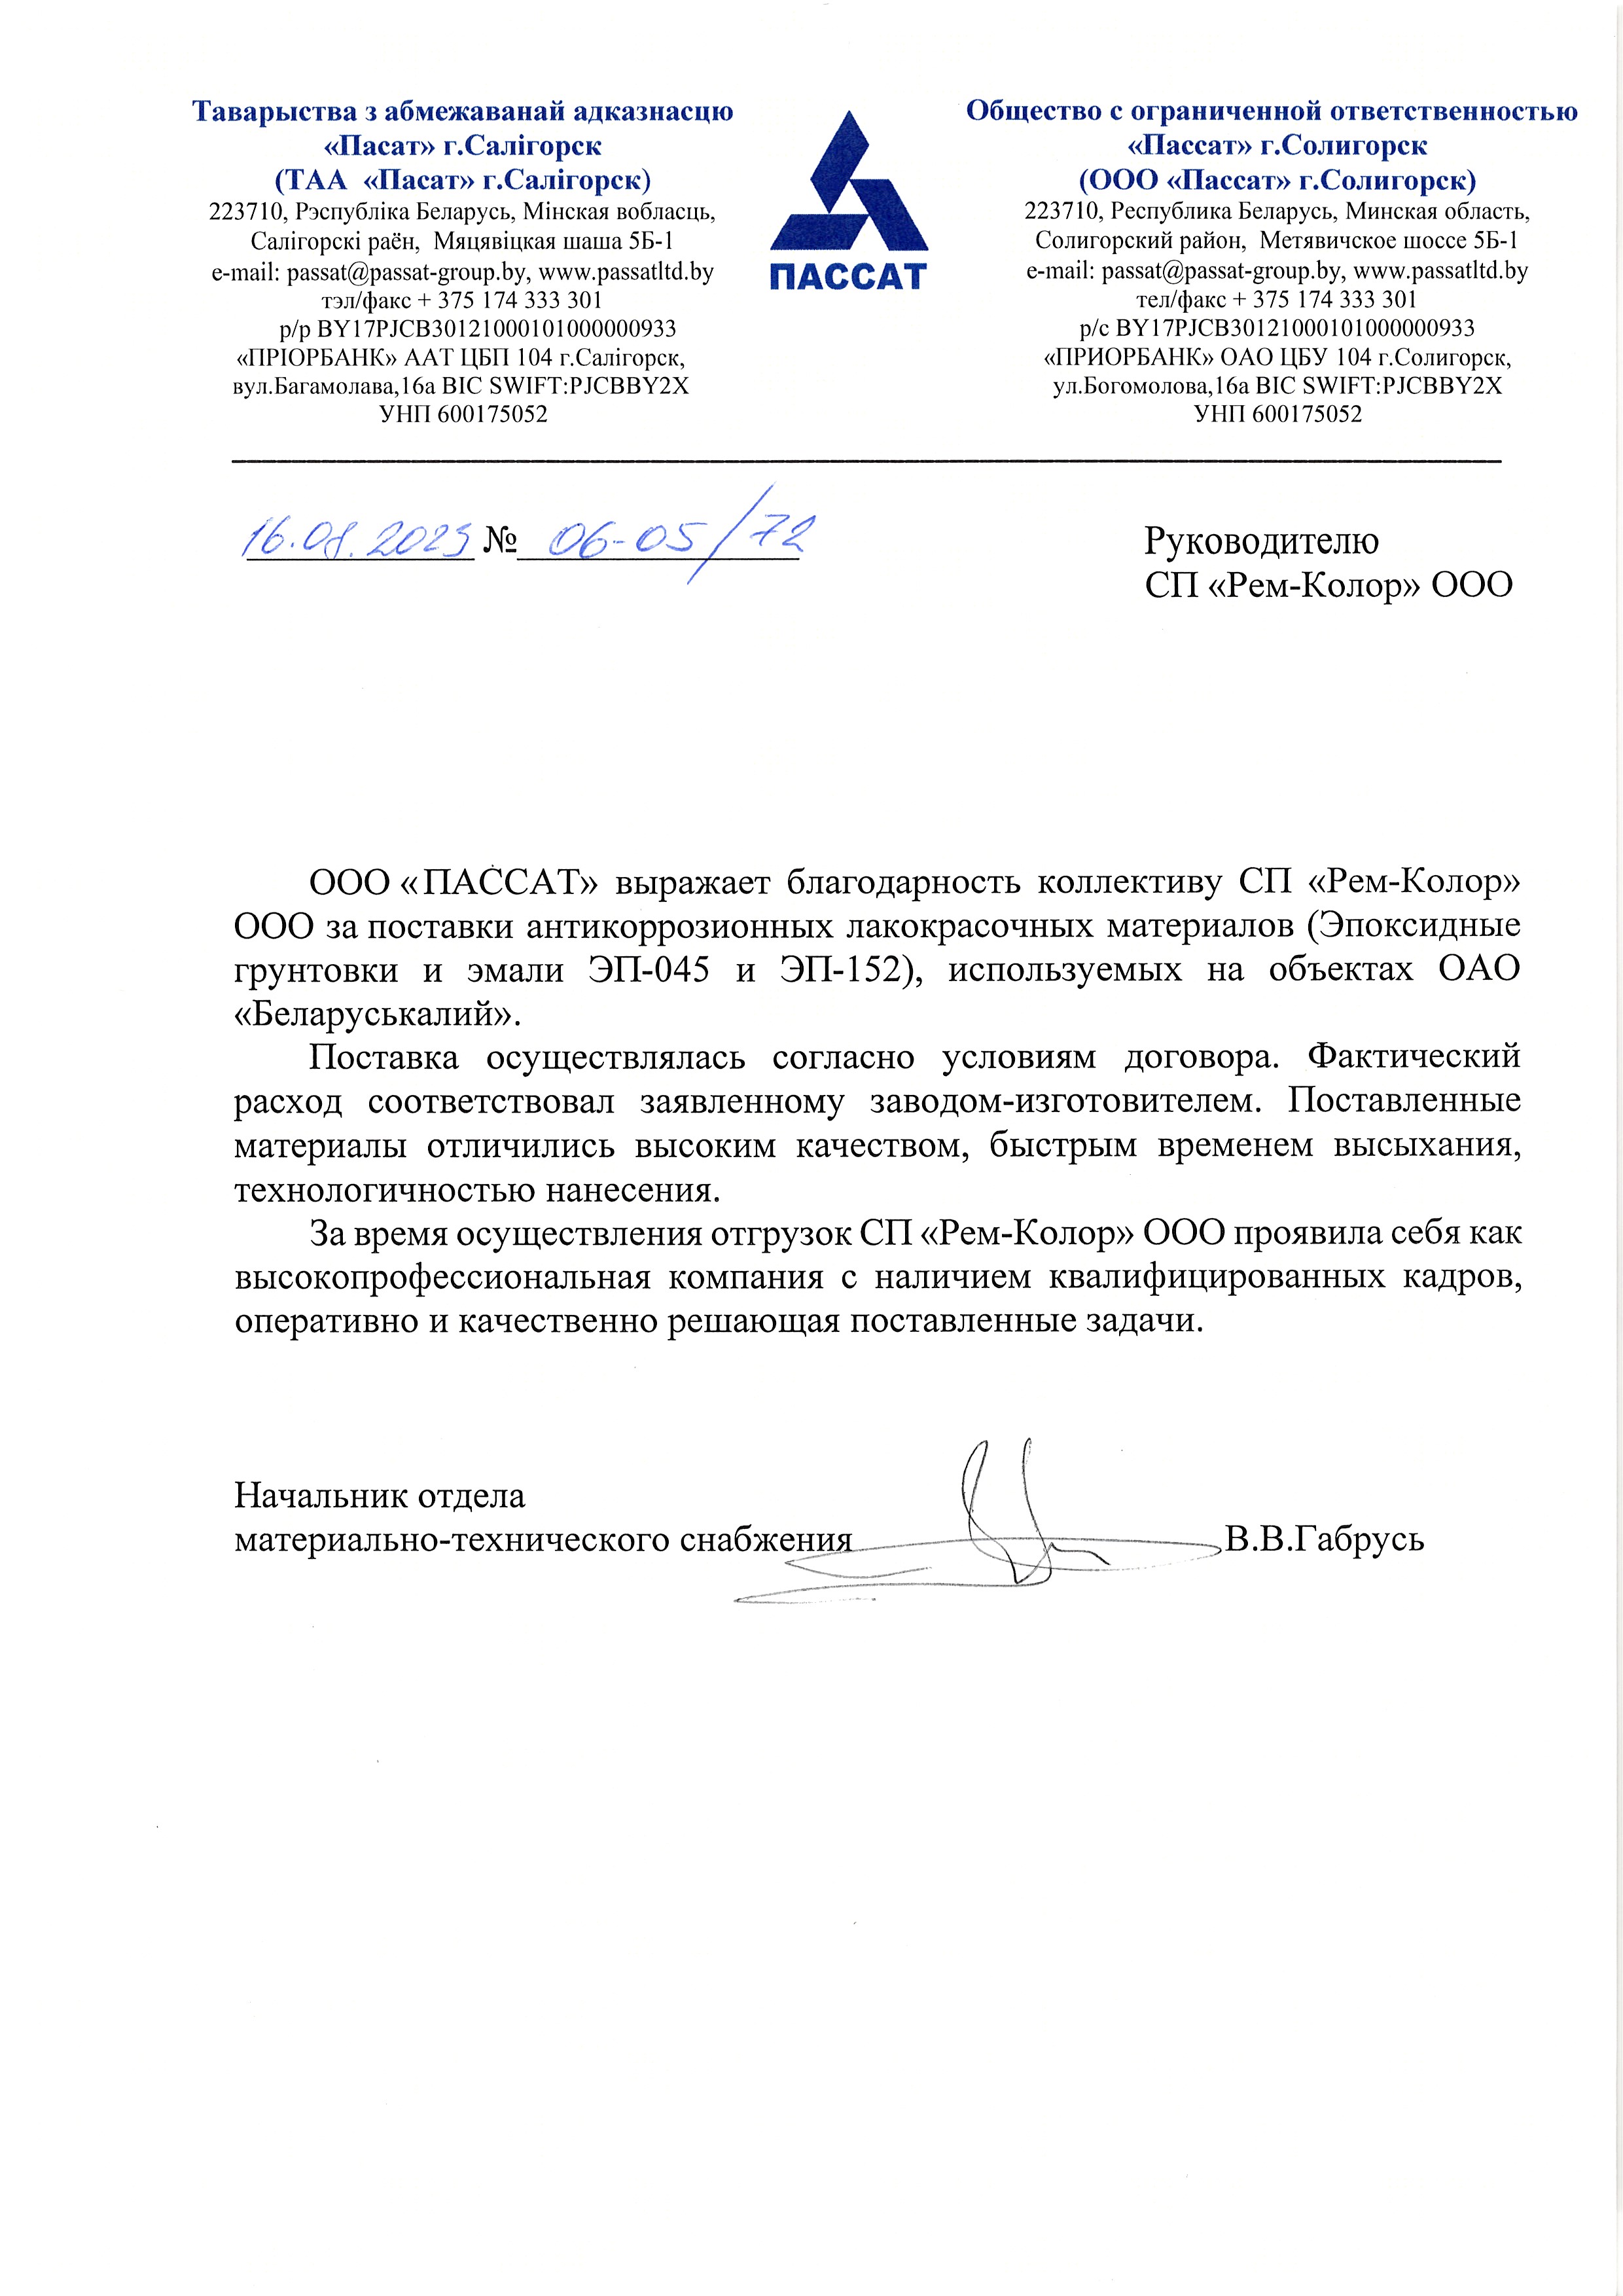 Таварыства з абмежаванай адказнасцю
«Пасат» г.Салігорск
(ТАА «Пасат» г.Салігорск)
223710, Рэспубліка Беларусь, Мінская вобласць,
Салігорскі раён, Мяцявіцкая шаша 5Б-1
e-mail: passat@passat-group.by, www.passatltd.by
тэл/факс + 375 174 333 301
р/р BY17PJCB30121000101000000933
«ПРІОРБАНК» ААТ ЦБП 104 г.Салігорск,
вул.Багамолава,16а BIC SWIFT:PJCBBY2X
УНП 600175052
ПАССАТ
Общество с ограниченной ответственностью
«Пассат» г.Солигорск
(ООО «Пассат» г.Солигорск)
223710, Республика Беларусь, Минская область,
Солигорский район, Метявичское шоссе 5Б-1
e-mail: passat@passat-group.by, www.passatltd.by
тел/факс + 375 174 333 301
р/с BY17PJCB30121000101000000933
«ПРИОРБАНК» ОАО ЦБУ 104 г.Солигорск,
ул.Богомолова,16а BIC SWIFT:PJCBBY2X
УНП 600175052
16.08.2023 № 06-05/72
Руководителю
СП «Рем-Колор» ООО
ООО «ПАССАТ» выражает благодарность коллективу СП «Рем-Колор»
ООО за поставки антикоррозионных лакокрасочных материалов (Эпоксидные
грунтовки и эмали ЭП-045 и ЭП-152), используемых на объектах ОАО
«Беларуськалий».
Поставка осуществлялась согласно условиям договора. Фактический
расход соответствовал заявленному заводом-изготовителем. Поставленные
материалы отличились высоким качеством, быстрым временем высыхания,
технологичностью нанесения.
За время осуществления отгрузок СП «Рем-Колор» ООО проявила себя как
высокопрофессиональная компания с наличием квалифицированных кадров,
оперативно и качественно решающая поставленные задачи.
Начальник отдела
материально-технического снабжения В.В.Габрусь